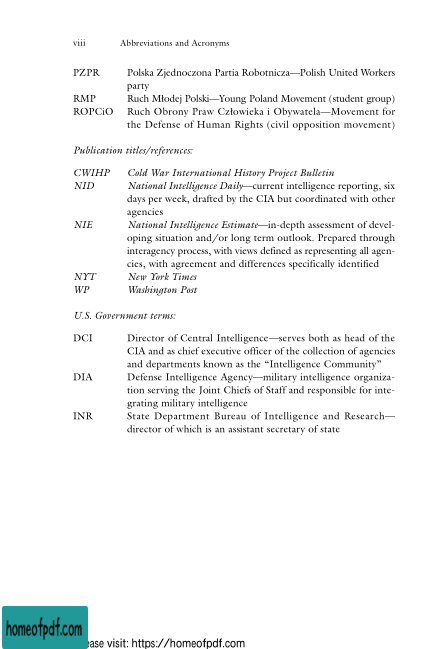 viii Abbreviations and Acronyms
PZPR Polska Zjednoczona Partia Robotnicza—Polish United Workers
party
RMP Ruch Młodej Polski—Young Poland Movement (student group)
ROPCiO Ruch Obrony Praw Człowieka i Obywatela—Movement for
the Defense of Human Rights (civil opposition movement)
Publication titles/references:
CWIHP Cold War International History Project Bulletin
NID National Intelligence Daily—current intelligence reporting, six
days per week, drafted by the CIA but coordinated with other
agencies
NIE National Intelligence Estimate—in-depth assessment of devel-
oping situation and/or long term outlook. Prepared through
interagency process, with views defined as representing all agen-
cies, with agreement and differences specifically identified
NYT New York Times
WP Washington Post
U.S. Government terms:
DCI Director of Central Intelligence—serves both as head of the
CIA and as chief executive officer of the collection of agencies
and departments known as the “Intelligence Community”
DIA Defense Intelligence Agency—military intelligence organiza-
tion serving the Joint Chiefs of Staff and responsible for inte-
grating military intelligence
INR State Department Bureau of Intelligence and Research—
director of which is an assistant secretary of state
homeofpdf.com
ease visit: https://homeofpdf.com